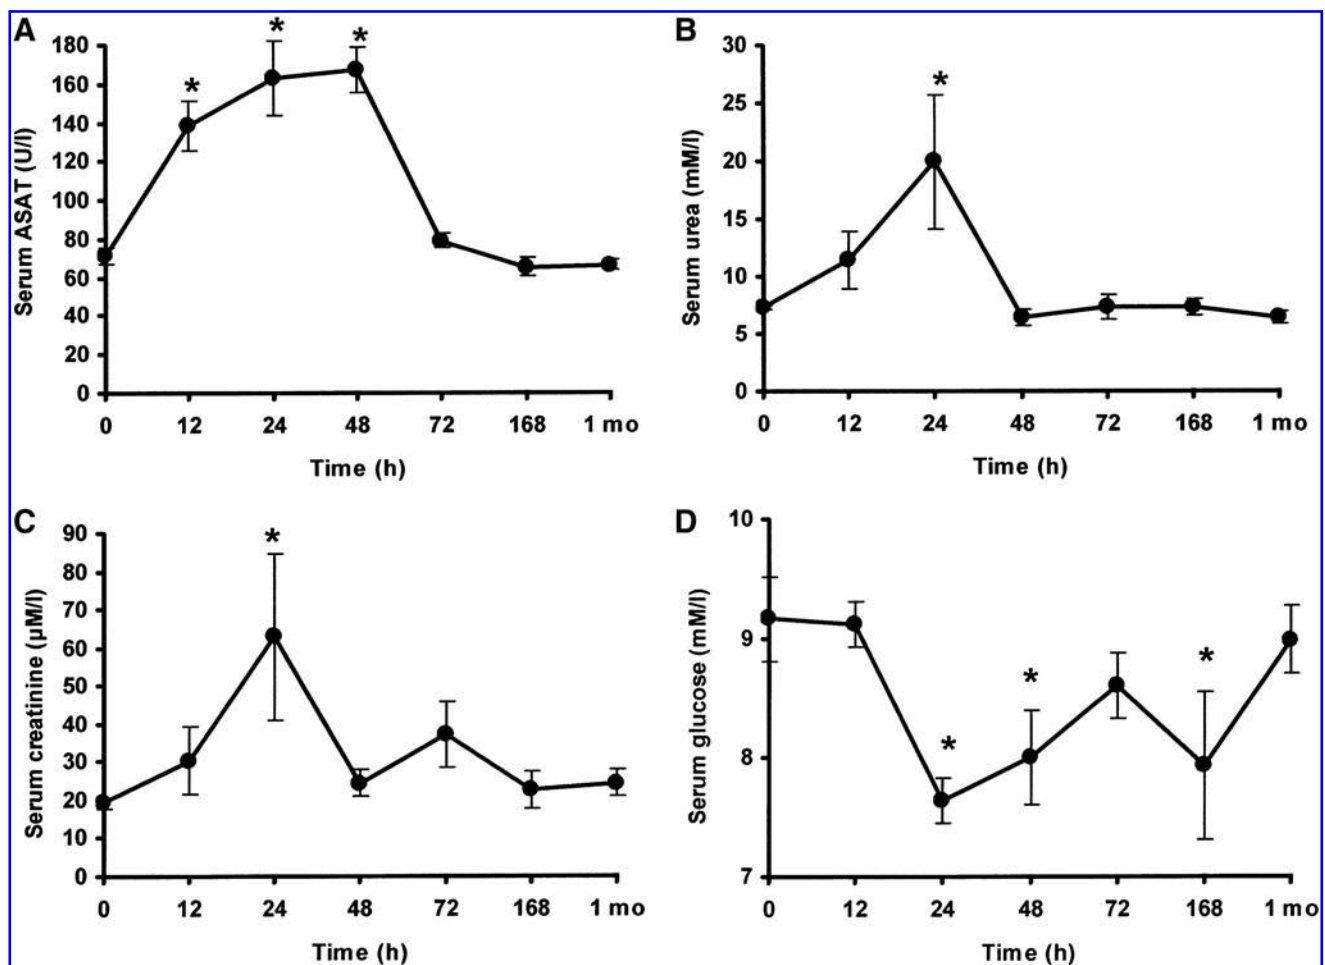 A
Serum ASAT (U/l)
180
160
140
120
100
80
60
40
20
0
* * *
0 12 24 48 72 168 1 mo
Time (h)
B
Serum urea (mM/l)
30
25
20
15
10
5
0
*
0 12 24 48 72 168 1 mo
Time (h)
C
Serum creatinine (µM/l)
90
80
70
60
50
40
30
20
10
0
*
0 12 24 48 72 168 1 mo
Time (h)
D
Serum glucose (mM/l)
10
9
8
7
* * *
0 12 24 48 72 168 1 mo
Time (h)